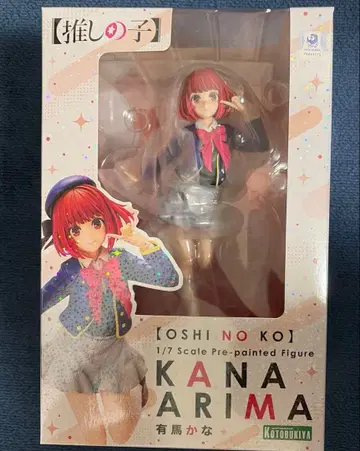 【推しの子】
【OSHI NO KO】
1/7 Scale Pre-painted Figure
KANA
ARIMA
有馬かな
KOTOBUKIYA